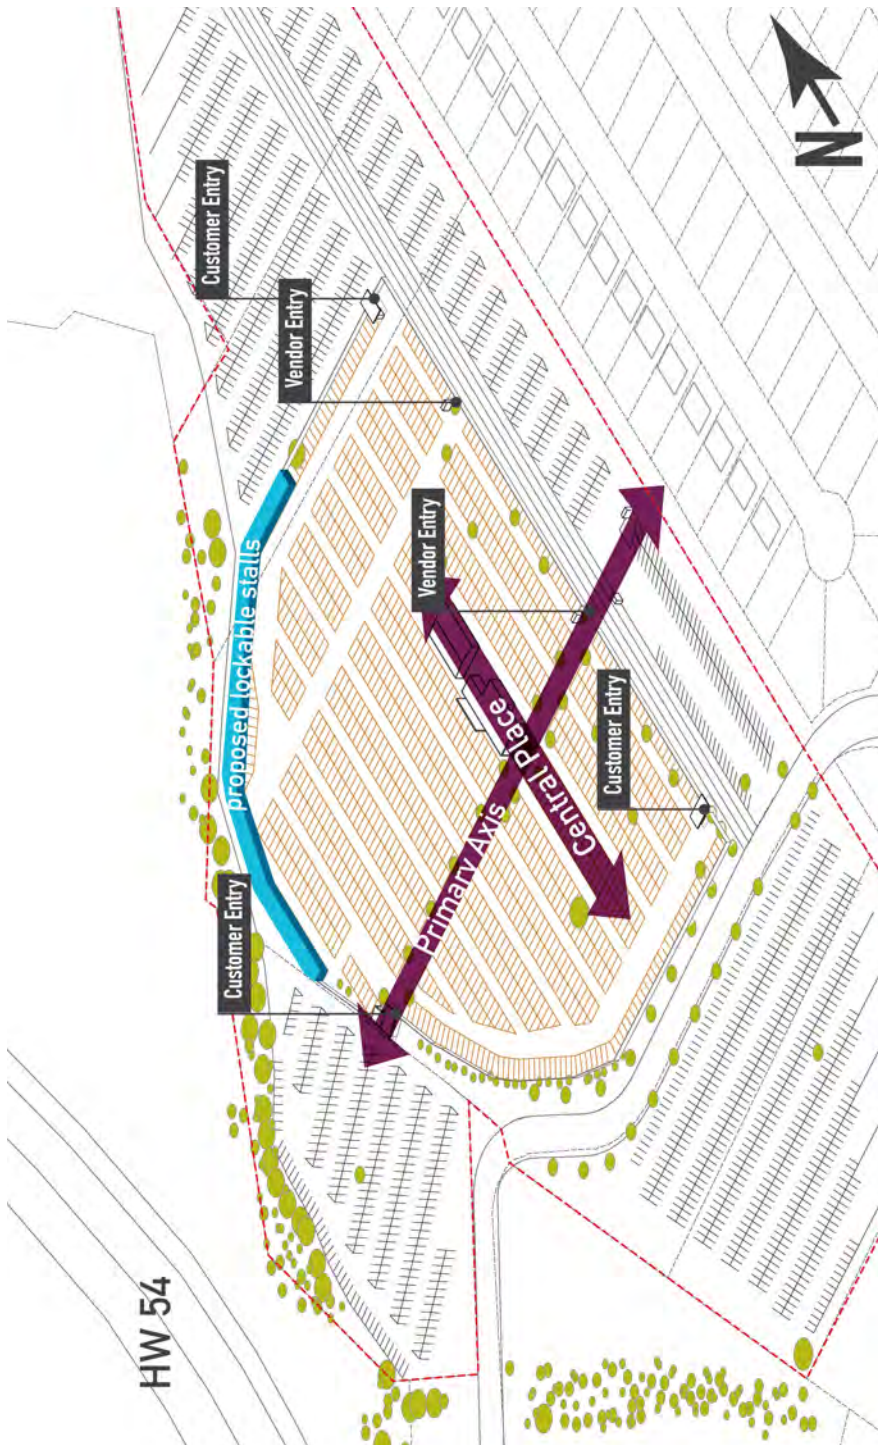 N
Customer Entry
Vendor Entry
proposed lockable stalls
Vendor Entry
Central Place
Primary Axis
Customer Entry
Customer Entry
HW 54